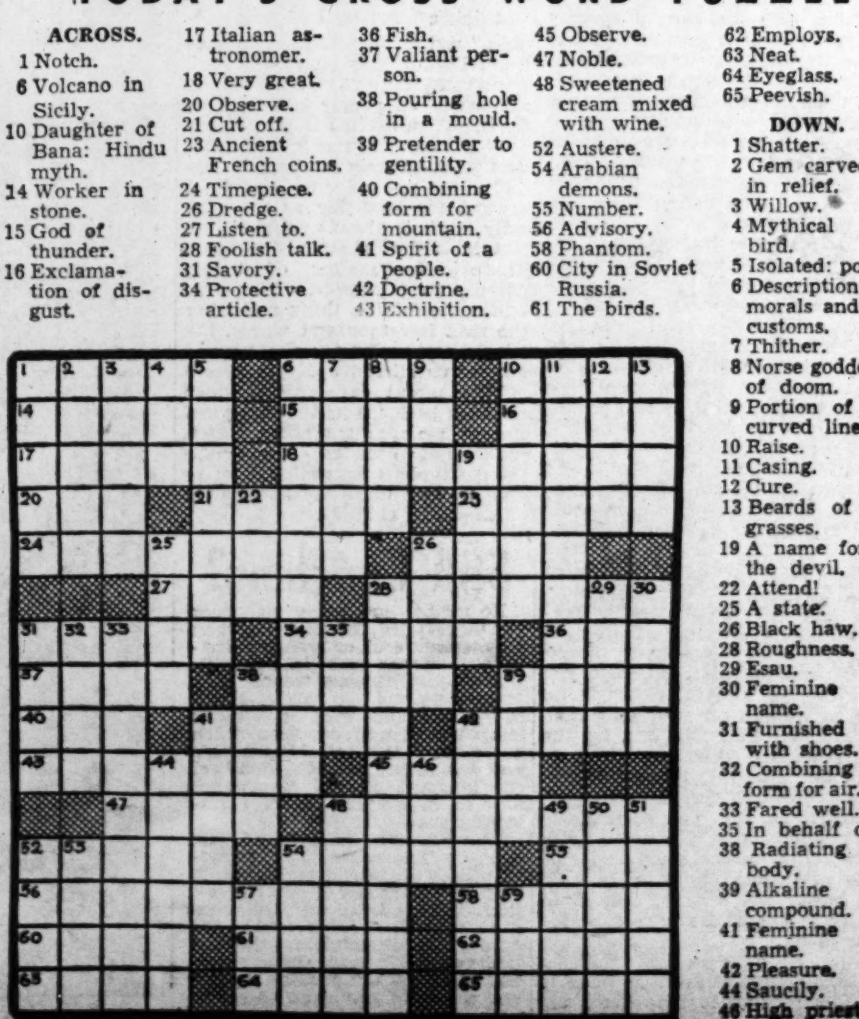 TODAY'S CROSS WORD PUZZLE
ACROSS.
1 Notch.
6 Volcano in
Sicily.
10 Daughter of
Bana: Hindu
myth.
14 Worker in
stone.
15 God of
thunder.
16 Exclama-
tion of dis-
gust.
17 Italian as-
tronomer.
18 Very great.
20 Observe.
21 Cut off.
23 Ancient
French coins.
24 Timepiece.
26 Dredge.
27 Listen to.
28 Foolish talk.
31 Savory.
34 Protective
article.
36 Fish.
37 Valiant per-
son.
38 Pouring hole
in a mould.
39 Pretender to
gentility.
40 Combining
form for
mountain.
41 Spirit of a
people.
42 Doctrine.
43 Exhibition.
45 Observe.
47 Noble.
48 Sweetened
cream mixed
with wine.
52 Austere.
54 Arabian
demons.
55 Number.
56 Advisory.
58 Phantom.
60 City in Soviet
Russia.
61 The birds.
62 Employs.
63 Neat.
64 Eyeglass.
65 Peevish.
DOWN.
1 Shatter.
2 Gem carved
in relief.
3 Willow.
4 Mythical
bird.
5 Isolated:
6 Description
morals and
customs.
7 Thither.
8 Norse
of doom.
9 Portion of
curved line
10 Raise.
11 Casing.
12 Cure.
13 Beards of
grasses.
19 A name for
the devil.
22 Attend!
25 A state.
26 Black haw.
28 Roughness.
29 Esau.
30 Feminine
name.
31 Furnished
with shoes.
32 Combining
form for air.
33 Fared well.
35 In behalf
38 Radiating
body.
39 Alkaline
compound.
41 Feminine
name.
42 Pleasure.
44 Saucily.
46 High priest
1 2 3 4 5 6 7 8 9 10 11 12 13
14 15 16
17 18 19
20 21 22 23
24 25 26
27 28 29 30
31 32 33 34 35 36
37 38 39
40 41 42
43 44 45 46
47 48 49 50 51
52 53 54 55
56 57 58 59
60 61 62
63 64 65